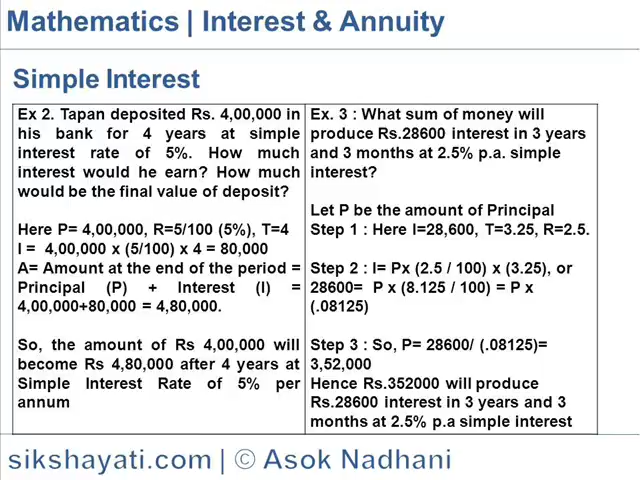 Mathematics | Interest & Annuity
Simple Interest
Ex 2. Tapan deposited Rs. 4,00,000 in
his bank for 4 years at simple
interest rate of 5%. How much
interest would he earn? How much
would be the final value of deposit?
Here P= 4,00,000, R=5/100 (5%), T=4
I = 4,00,000 x (5/100) x 4 = 80,000
A= Amount at the end of the period =
Principal (P) + Interest (I) =
4,00,000+80,000 = 4,80,000.
So, the amount of Rs 4,00,000 will
become Rs 4,80,000 after 4 years at
Simple Interest Rate of 5% per
annum
Ex. 3 : What sum of money will
produce Rs.28600 interest in 3 years
and 3 months at 2.5% p.a. simple
interest?
Let P be the amount of Principal
Step 1 : Here I=28,600, T=3.25, R=2.5.
Step 2 : I= Px (2.5 / 100) x (3.25), or
28600= P x (8.125 / 100) = P x
(.08125)
Step 3 : So, P= 28600/ (.08125)=
3,52,000
Hence Rs.352000 will produce
Rs.28600 interest in 3 years and 3
months at 2.5% p.a simple interest
sikshayati.com | © Asok Nadhani